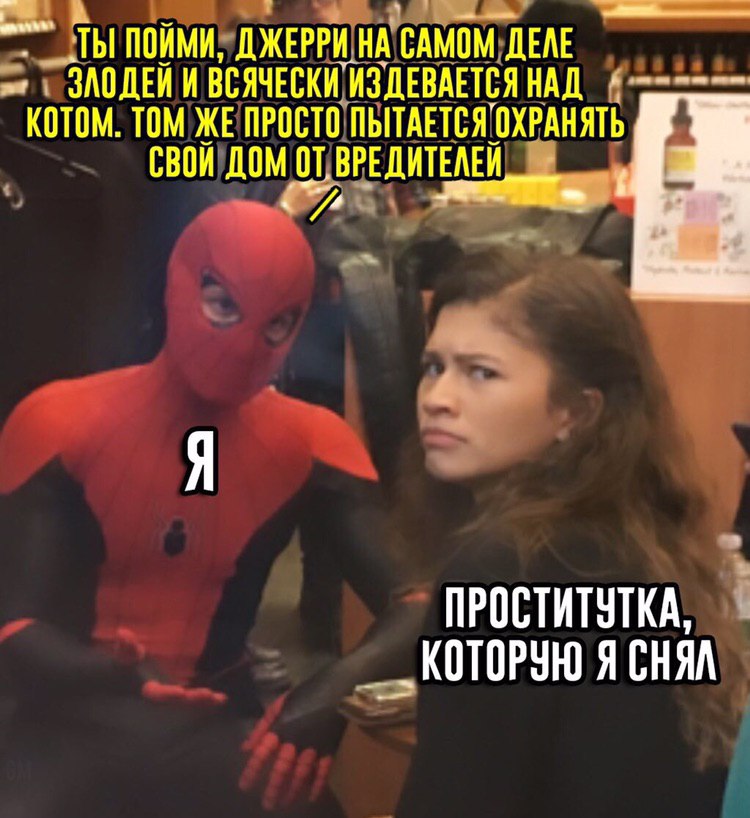 ТЫ ПОЙМИ, ДЖЕРРИ НА САМОМ ДЕЛЕ
ЗЛОДЕЙ И ВСЯЧЕСКИ ИЗДЕВАЕТСЯ НАД
КОТОМ. ТОМ ЖЕ ПРОСТО ПЫТАЕТСЯ ОХРАНЯТЬ
СВОЙ ДОМ ОТ ВРЕДИТЕЛЕЙ
Я
ПРОСТИТУТКА,
КОТОРУЮ Я СНЯЛ